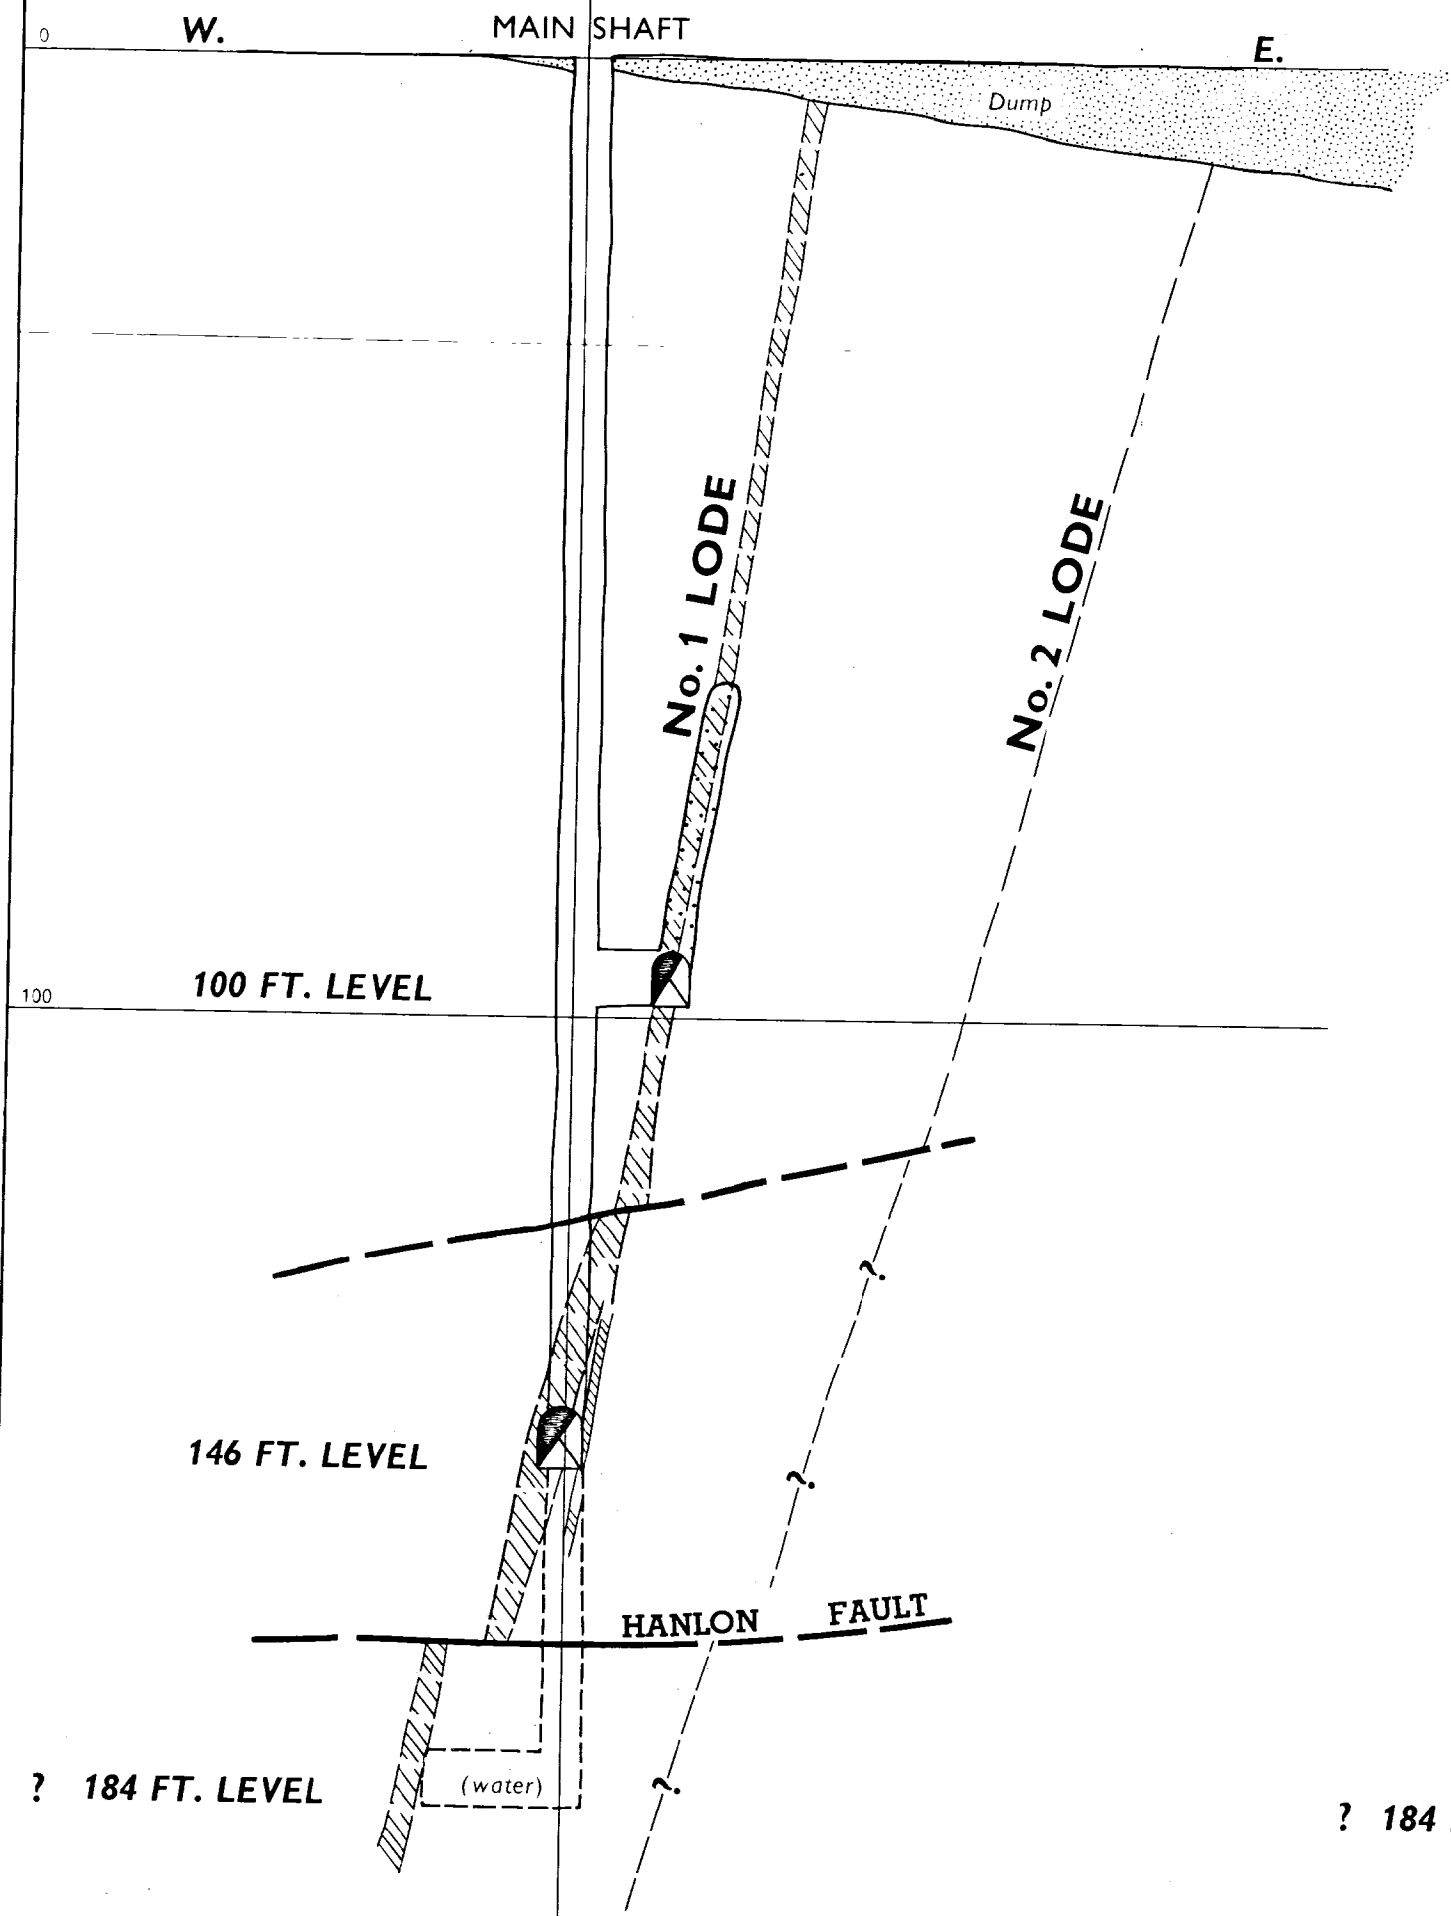 W.
MAIN SHAFT
E.
0
Dump
No. 1 LODE
No. 2 LODE
100 FT. LEVEL
100
?
146 FT. LEVEL
?
HANLON FAULT
? 184 FT. LEVEL
(water)
?
? 184